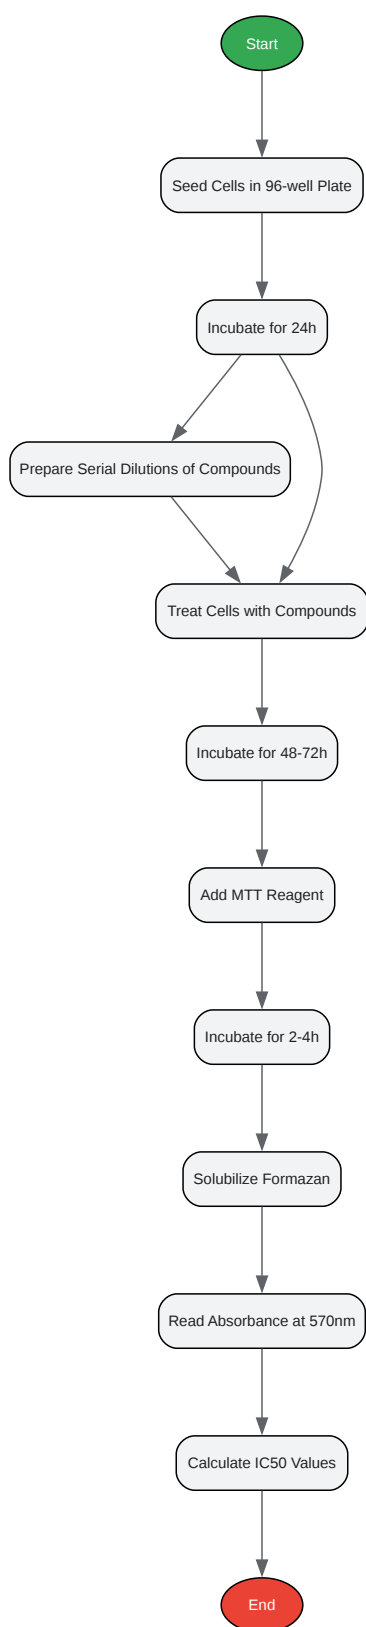 Start
Seed Cells in 96-well Plate
Incubate for 24h
Prepare Serial Dilutions of Compounds
Treat Cells with Compounds
Incubate for 48-72h
Add MTT Reagent
Incubate for 2-4h
Solubilize Formazan
Read Absorbance at 570nm
Calculate IC50 Values
End